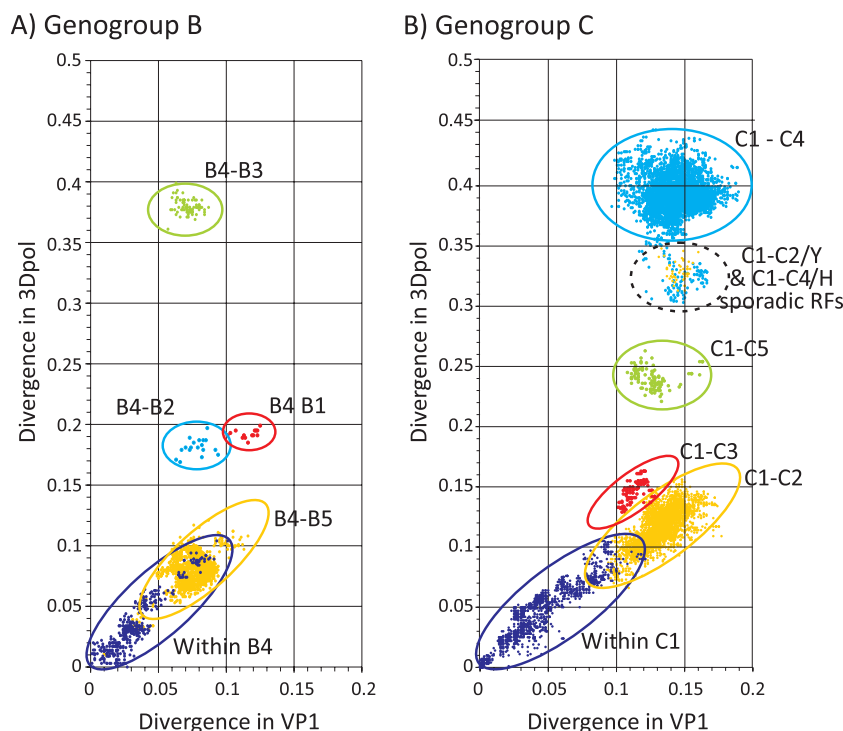 A) Genogroup B
0.5
0.45
0.4
0.35
0.3
0.25
0.2
0.15
0.1
0.05
0
Divergence in 3Dpol
B4-B3
B4-B2
B4 B1
B4-B5
Within B4
0 0.05 0.1 0.15 0.2
Divergence in VP1
B) Genogroup C
0.5
0.45
0.4
0.35
0.3
0.25
0.2
0.15
0.1
0.05
0
Divergence in 3Dpol
C1 - C4
C1-C2/Y
& C1-C4/H
sporadic RFs
C1-C5
C1-C3
C1-C2
Within C1
0 0.05 0.1 0.15 0.2
Divergence in VP1